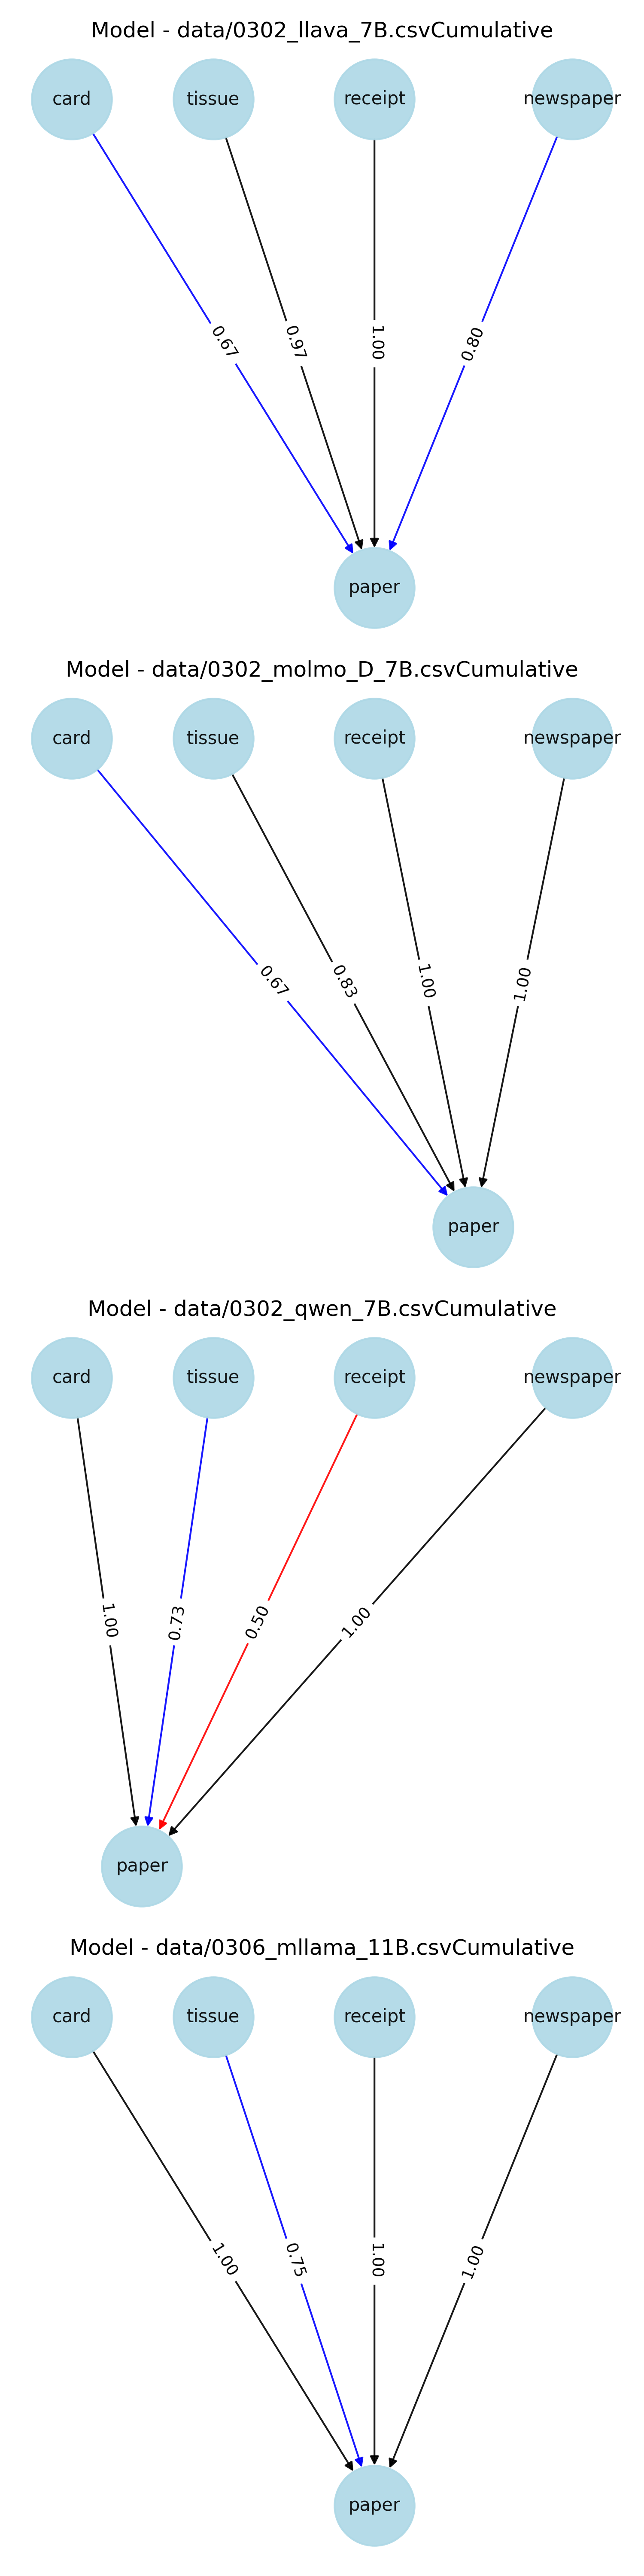 Model - data/0302_llava_7B.csvCumulative
card tissue receipt newspaper
0.67 0.97 1.00 0.80
paper
Model - data/0302_molmo_D_7B.csvCumulative
card tissue receipt newspaper
0.67 0.83 1.00 1.00
paper
Model - data/0302_qwen_7B.csvCumulative
card tissue receipt newspaper
1.00 0.73 0.50 1.00
paper
Model - data/0306_mllama_11B.csvCumulative
card tissue receipt newspaper
1.00 0.75 1.00 1.00
paper